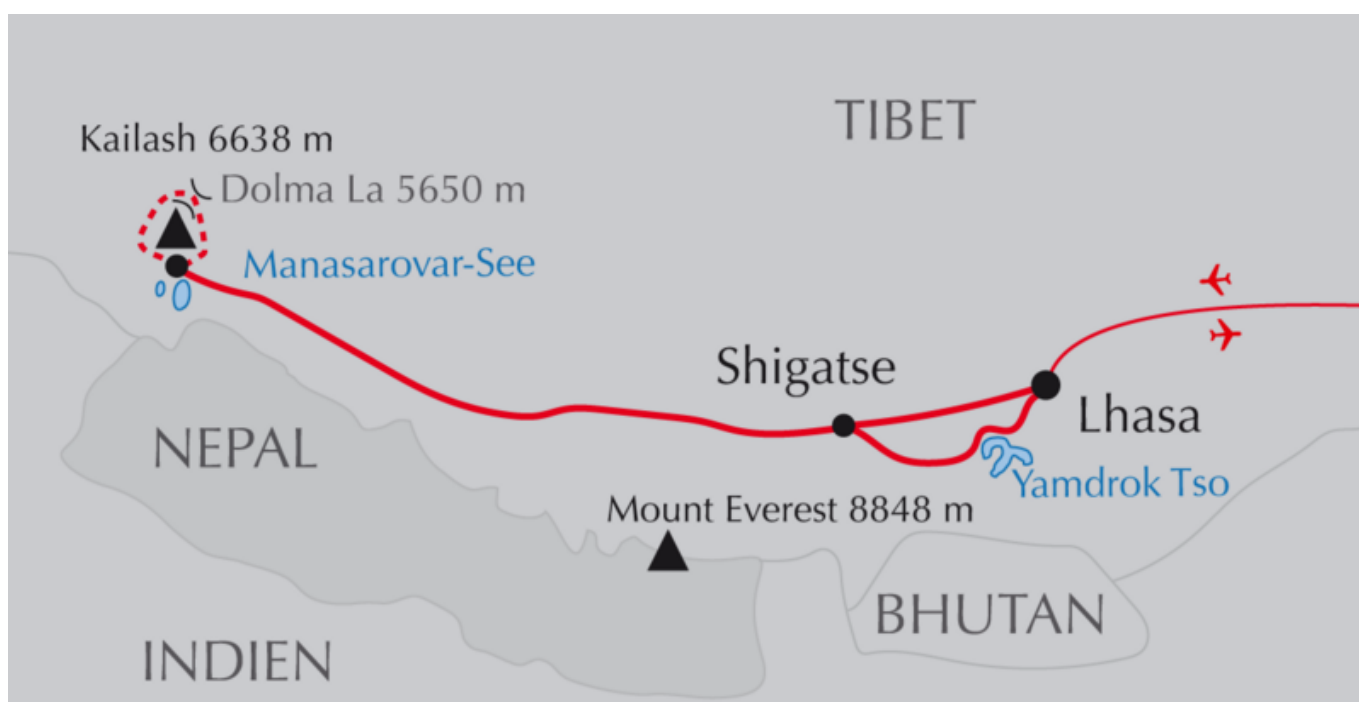 TIBET
Kailash 6638 m
Dolma La 5650 m
Manasarovar-See
Shigatse
Lhasa
NEPAL
Yamdrok Tso
Mount Everest 8848 m
BHUTAN
INDIEN